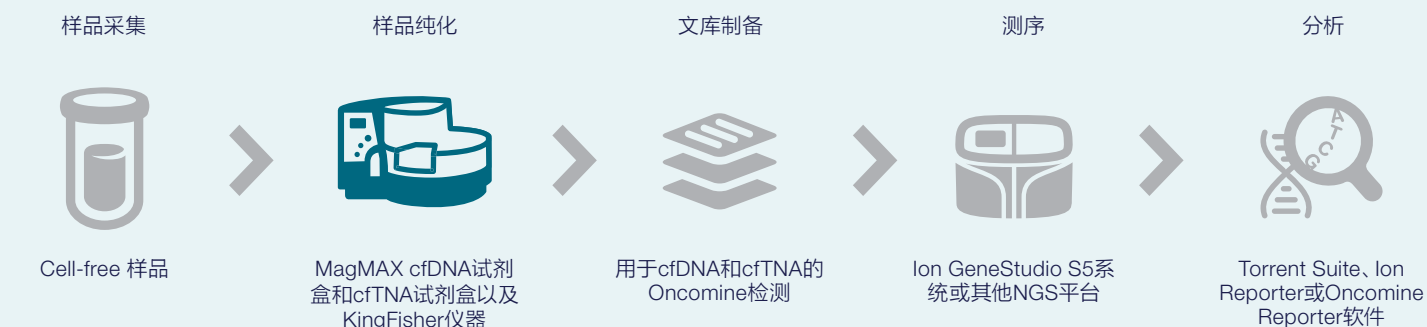 样品采集
样品纯化
文库制备
测序
分析
A
T
C
G
Cell-free 样品
MagMAX cfDNA试剂
盒和cfTNA试剂盒以及
KingFisher仪器
用于cfDNA和cfTNA的
Oncomine检测
Ion GeneStudio S5系
统或其他NGS平台
Torrent Suite、Ion
Reporter或Oncomine
Reporter软件